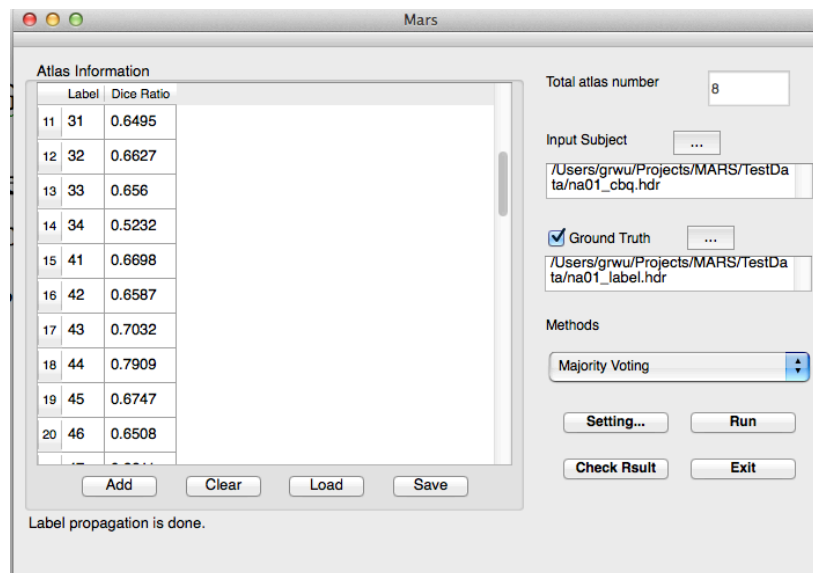 Mars
Atlas Information
Label Dice Ratio
11 31 0.6495
12 32 0.6627
13 33 0.656
14 34 0.5232
15 41 0.6698
16 42 0.6587
17 43 0.7032
18 44 0.7909
19 45 0.6747
20 46 0.6508
Add Clear Load Save
Label propagation is done.
Total atlas number 8
Input Subject ...
/Users/grwu/Projects/MARS/TestDa
ta/na01_cbq.hdr
Ground Truth ...
/Users/grwu/Projects/MARS/TestDa
ta/na01_label.hdr
Methods
Majority Voting
Setting... Run
Check Rsult Exit